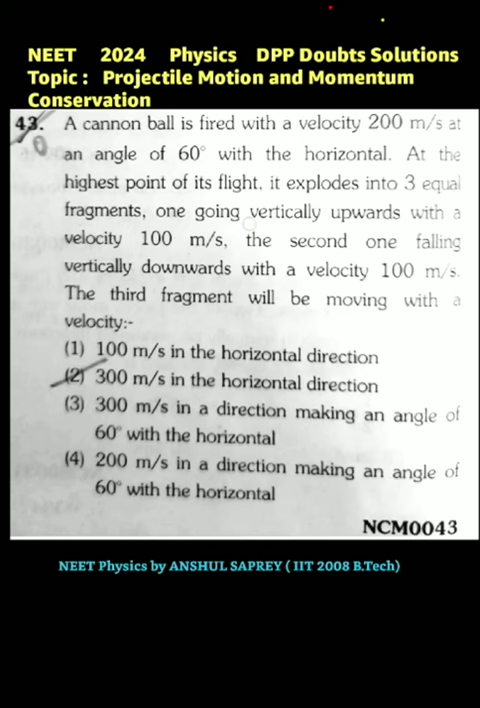 NEET 2024 Physics DPP Doubts Solutions
Topic : Projectile Motion and Momentum
Conservation
43. A cannon ball is fired with a velocity 200 m/s at
an angle of 60° with the horizontal. At the
highest point of its flight, it explodes into 3 equal
fragments, one going vertically upwards with a
velocity 100 m/s, the second one falling
vertically downwards with a velocity 100 m/s.
The third fragment will be moving with a
velocity:-
(1) 100 m/s in the horizontal direction
(2) 300 m/s in the horizontal direction
(3) 300 m/s in a direction making an angle of
60° with the horizontal
(4) 200 m/s in a direction making an angle of
60° with the horizontal
NCM0043
NEET Physics by ANSHUL SAPREY ( IIT 2008 B.Tech)